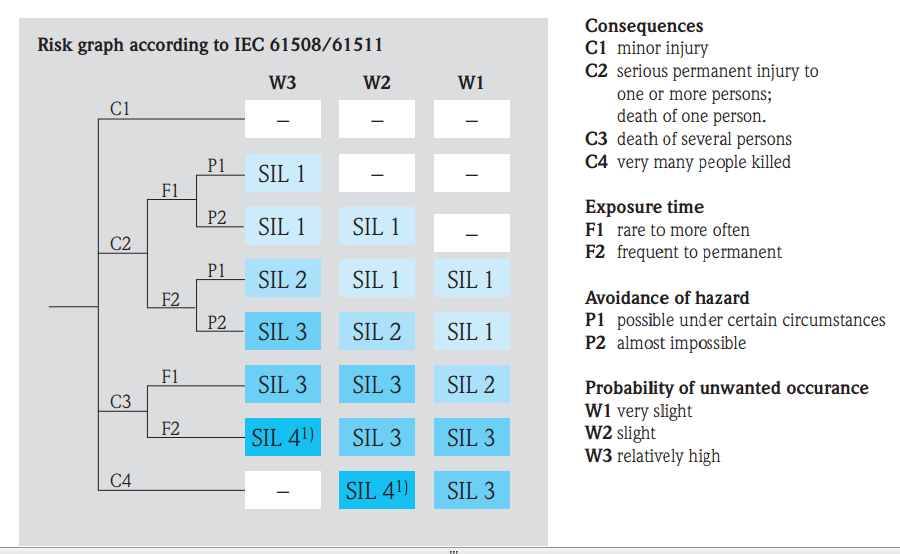 Risk graph according to IEC 61508/61511
W3 W2 W1
C1 – – –
P1 SIL 1 – –
F1
P2 SIL 1 SIL 1 –
C2
P1 SIL 2 SIL 1 SIL 1
F2
P2 SIL 3 SIL 2 SIL 1
F1 SIL 3 SIL 3 SIL 2
C3
F2 SIL 4¹⁾ SIL 3 SIL 3
C4 – SIL 4¹⁾ SIL 3
Consequences
C1 minor injury
C2 serious permanent injury to
one or more persons;
death of one person.
C3 death of several persons
C4 very many people killed
Exposure time
F1 rare to more often
F2 frequent to permanent
Avoidance of hazard
P1 possible under certain circumstances
P2 almost impossible
Probability of unwanted occurance
W1 very slight
W2 slight
W3 relatively high